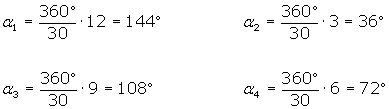 α₁ = 360°/30 · 12 = 144° α₂ = 360°/30 · 3 = 36°
α₃ = 360°/30 · 9 = 108° α₄ = 360°/30 · 6 = 72°